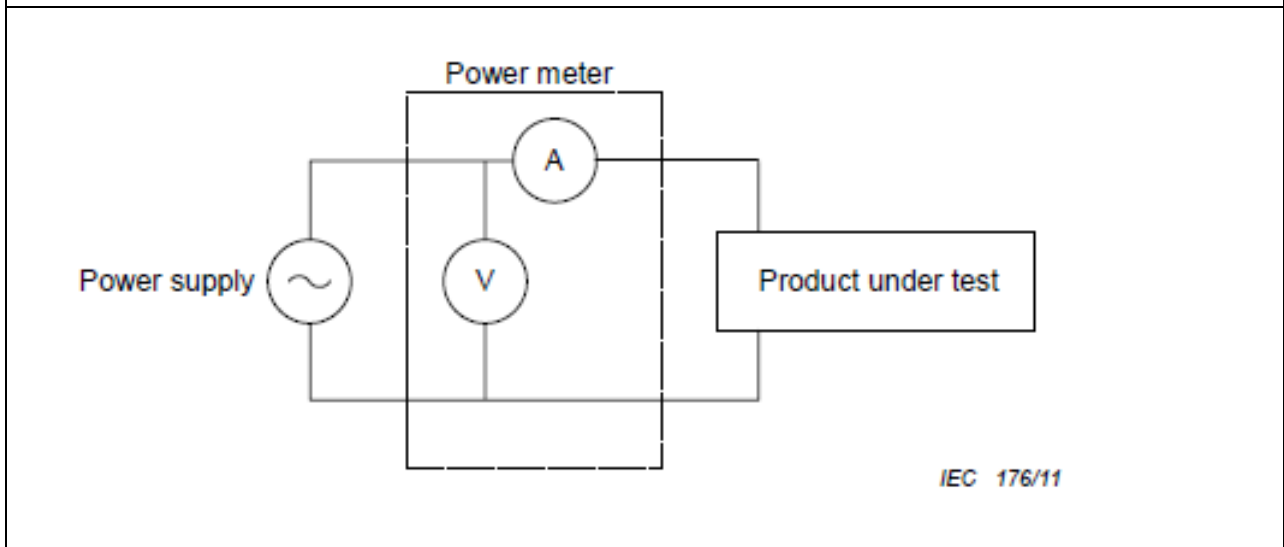 Power meter
A
Power supply
V
Product under test
IEC 176/11